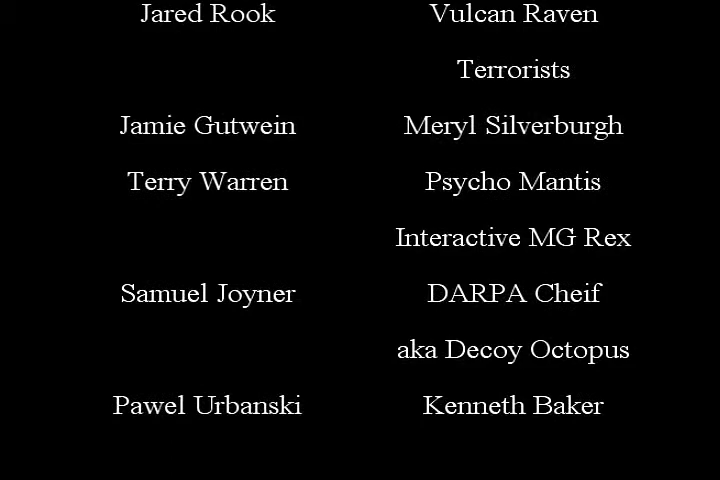 Jared Rook Vulcan Raven
Terrorists
Jamie Gutwein Meryl Silverburgh
Terry Warren Psycho Mantis
Interactive MG Rex
Samuel Joyner DARPA Cheif
aka Decoy Octopus
Pawel Urbanski Kenneth Baker